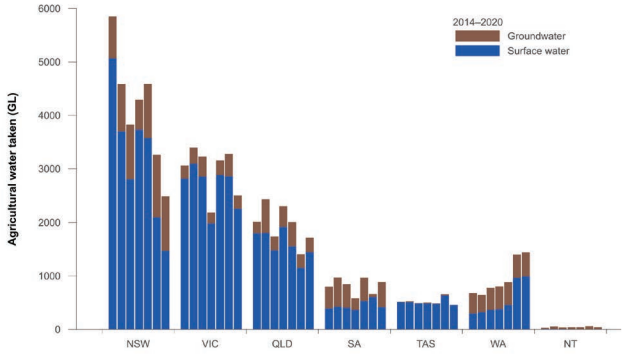 6000
5000
4000
3000
2000
1000
0
Agricultural water taken (GL)
2014–2020
Groundwater
Surface water
NSW VIC QLD SA TAS WA NT